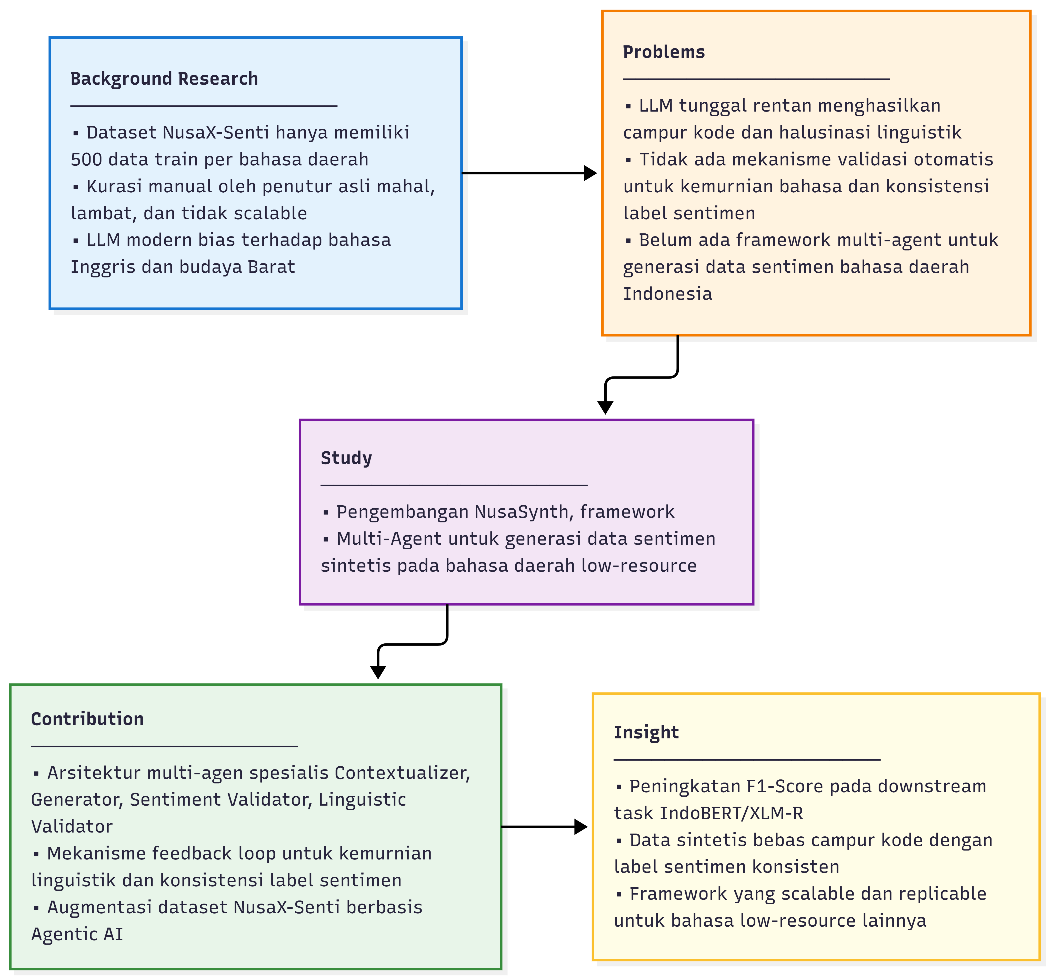 Background Research
▪ Dataset NusaX-Senti hanya memiliki
500 data train per bahasa daerah
▪ Kurasi manual oleh penutur asli mahal,
lambat, dan tidak scalable
▪ LLM modern bias terhadap bahasa
Inggris dan budaya Barat
Problems
▪ LLM tunggal rentan menghasilkan
campur kode dan halusinasi linguistik
▪ Tidak ada mekanisme validasi otomatis
untuk kemurnian bahasa dan konsistensi
label sentimen
▪ Belum ada framework multi-agent untuk
generasi data sentimen bahasa daerah
Indonesia
Study
▪ Pengembangan NusaSynth, framework
▪ Multi-Agent untuk generasi data sentimen
sintetis pada bahasa daerah low-resource
Contribution
▪ Arsitektur multi-agen spesialis Contextualizer,
Generator, Sentiment Validator, Linguistic
Validator
▪ Mekanisme feedback loop untuk kemurnian
linguistik dan konsistensi label sentimen
▪ Augmentasi dataset NusaX-Senti berbasis
Agentic AI
Insight
▪ Peningkatan F1-Score pada downstream
task IndoBERT/XLM-R
▪ Data sintetis bebas campur kode dengan
label sentimen konsisten
▪ Framework yang scalable dan replicable
untuk bahasa low-resource lainnya